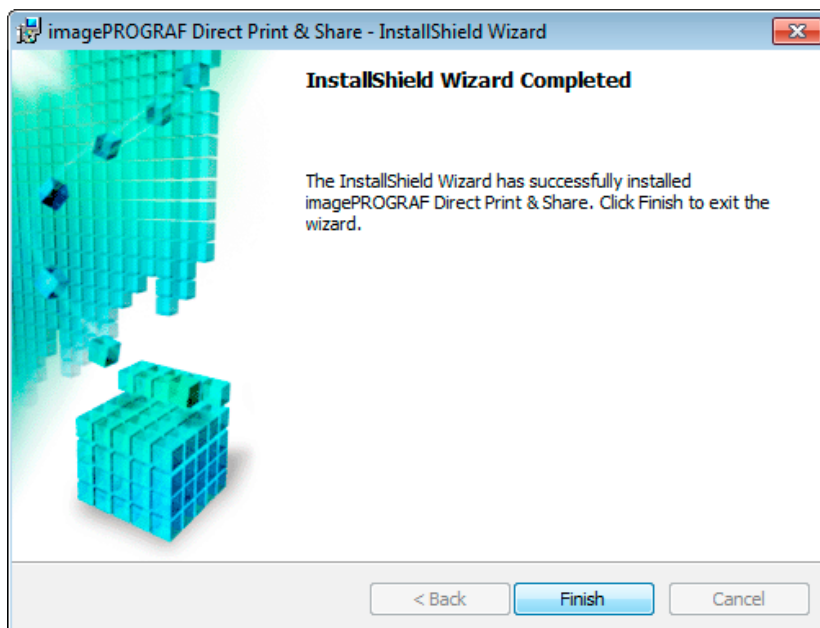 imagePROGRAF Direct Print & Share - InstallShield Wizard
InstallShield Wizard Completed
The InstallShield Wizard has successfully installed
imagePROGRAF Direct Print & Share. Click Finish to exit the
wizard.
< Back
Finish
Cancel